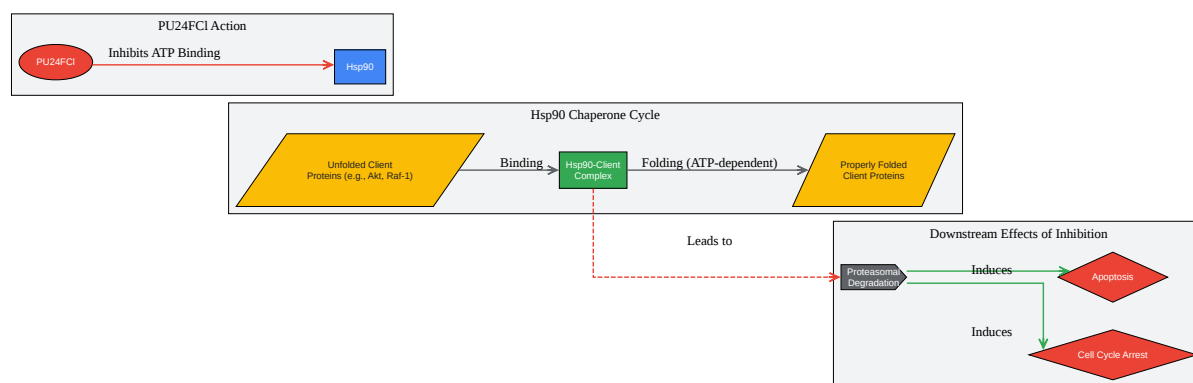 PU24FCl Action
Inhibits ATP Binding
PU24FCl
Hsp90
Hsp90 Chaperone Cycle
Unfolded Client
Proteins (e.g., Akt, Raf-1)
Binding
Hsp90-Client
Complex
Folding (ATP-dependent)
Properly Folded
Client Proteins
Leads to
Downstream Effects of Inhibition
Proteasomal
Degradation
Induces
Apoptosis
Induces
Cell Cycle Arrest